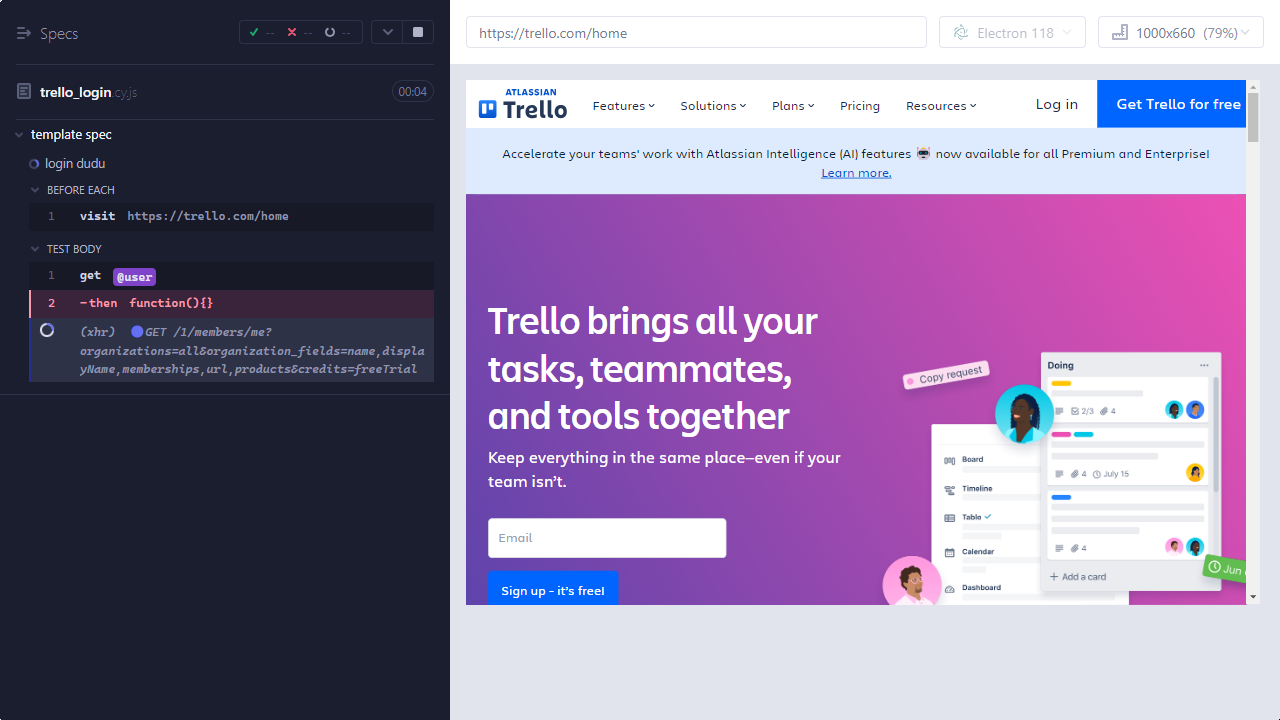 Specs
--
--
--
trello_login.cy.js
00:04
template spec
login dudu
BEFORE EACH
1 visit https://trello.com/home
TEST BODY
1 get @user
2 -then function(){}
(xhr) GET /1/members/me?
organizations=all&organization_fields=name,displa
yName,memberships,url,products&credits=freeTrial
https://trello.com/home
Electron 118
1000x660 (79%)
ATLASSIAN
Trello
Features
Solutions
Plans
Pricing
Resources
Log in
Get Trello for free
Accelerate your teams' work with Atlassian Intelligence (AI) features 🤖 now available for all Premium and Enterprise!
Learn more.
Trello brings all your
tasks, teammates,
and tools together
Keep everything in the same place—even if your
team isn't.
Email
Sign up - it's free!
Copy request
Board
Timeline
Table
Calendar
Dashboard
Doing
2/3 4
4 July 15
4
+ Add a card
Jun